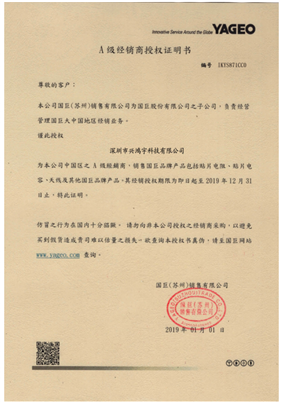 Innovative Service Around the Globe YAGEO
A级经销商授权证明书
编号
尊敬的客户：
本公司国巨(苏州)销售有限公司为国巨股份有限公司之子公司，负责经营
管理国巨大中国地区经销业务。
谨此授权
深圳市兴鸿宇科技有限公司
为本公司中国区之 A 级经销商，销售国巨品牌产品包括贴片电阻、贴片电
容、天线及其他国巨品牌产品，其经销授权期为即日起至 2019 年 12 月 31
日止，特此证明。
仿冒之行为在国内十分猖獗，请勿向非本公司授权之经销商采购，以避免
买到假货造成贵司难以估量之损失。欲查询本授权书真伪，请至国巨网站
www.yageo.com 查询。
国巨(苏州)销售有限公司
2019 年 01 月 01 日